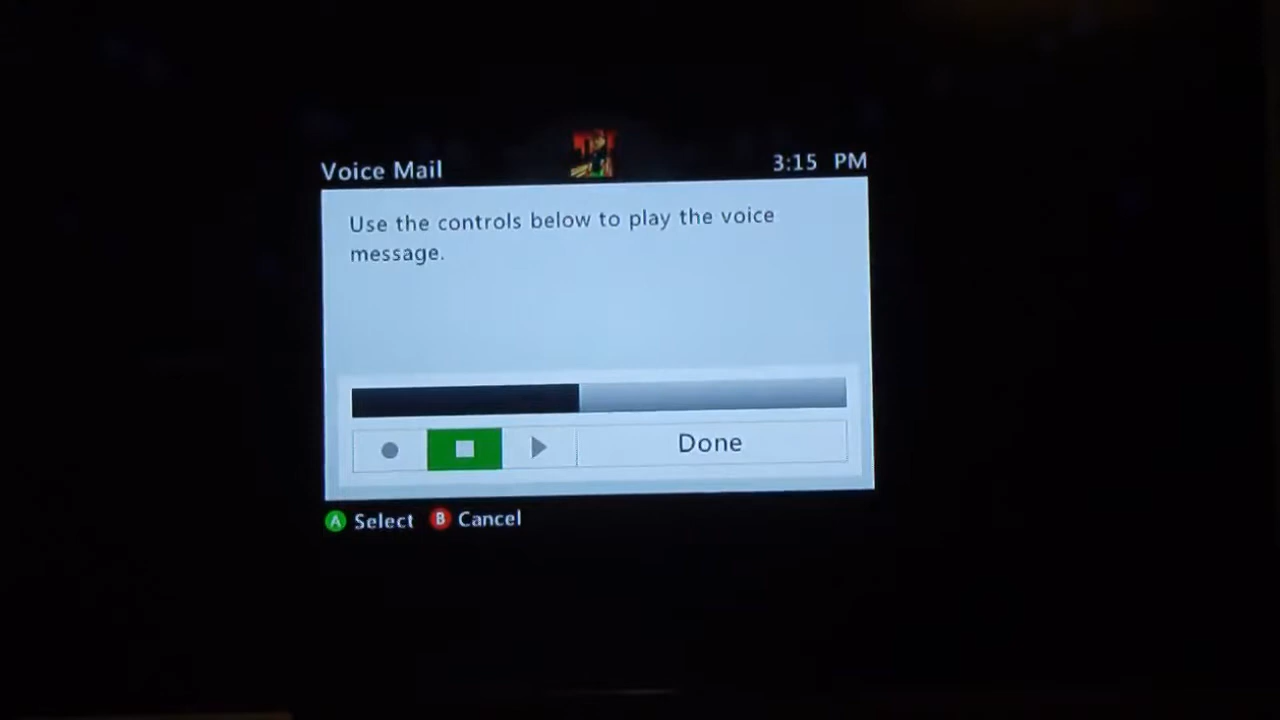 Voice Mail
3:15 PM
Use the controls below to play the voice
message.
Done
A Select B Cancel